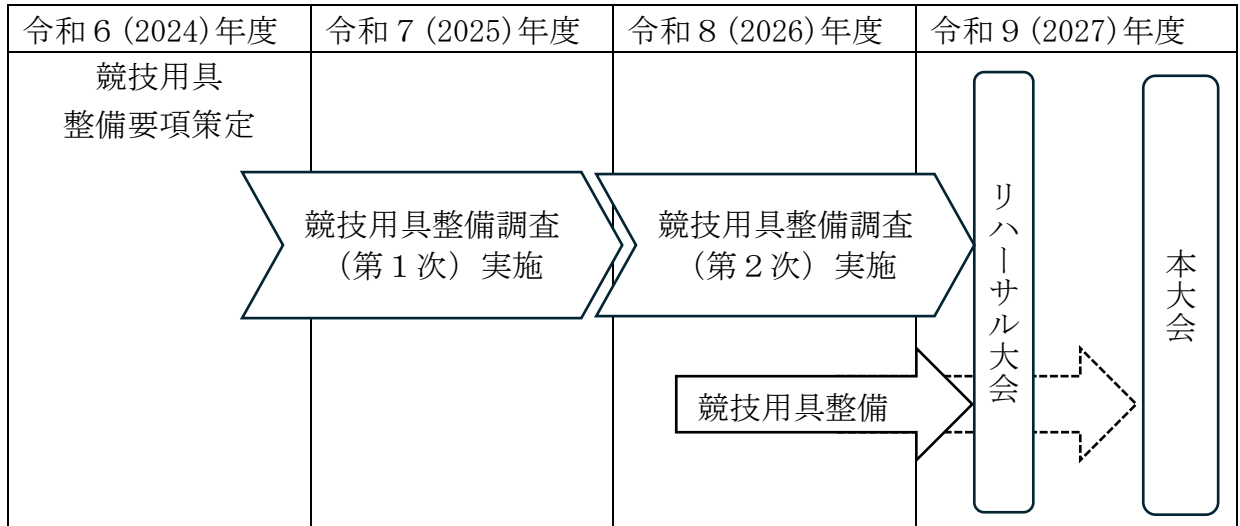 令和６(2024)年度
令和７(2025)年度
令和８(2026)年度
令和９(2027)年度
競技用具
整備要項策定
競技用具整備調査
（第１次）実施
競技用具整備調査
（第２次）実施
競技用具整備
リハーサル大会
本大会